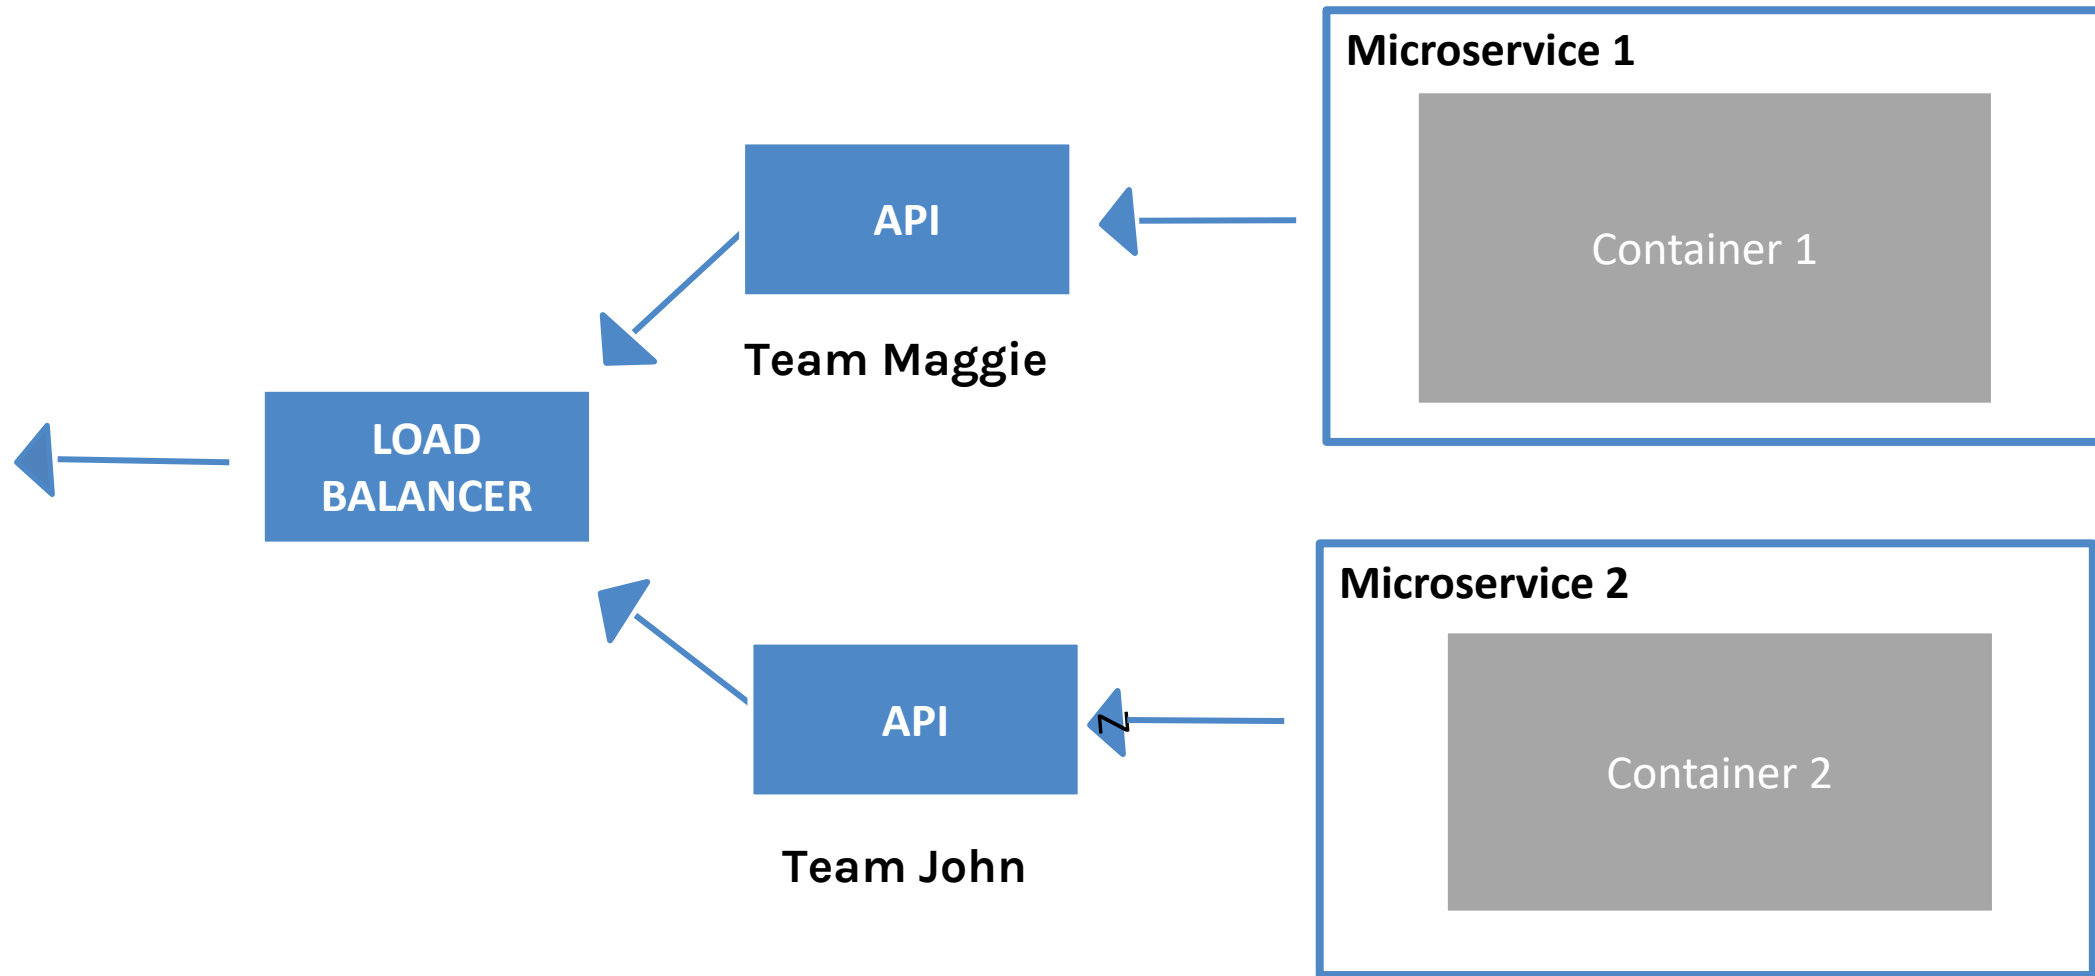 Microservice 1
Container 1
API
Team Maggie
LOAD
BALANCER
Microservice 2
Container 2
API
Team John